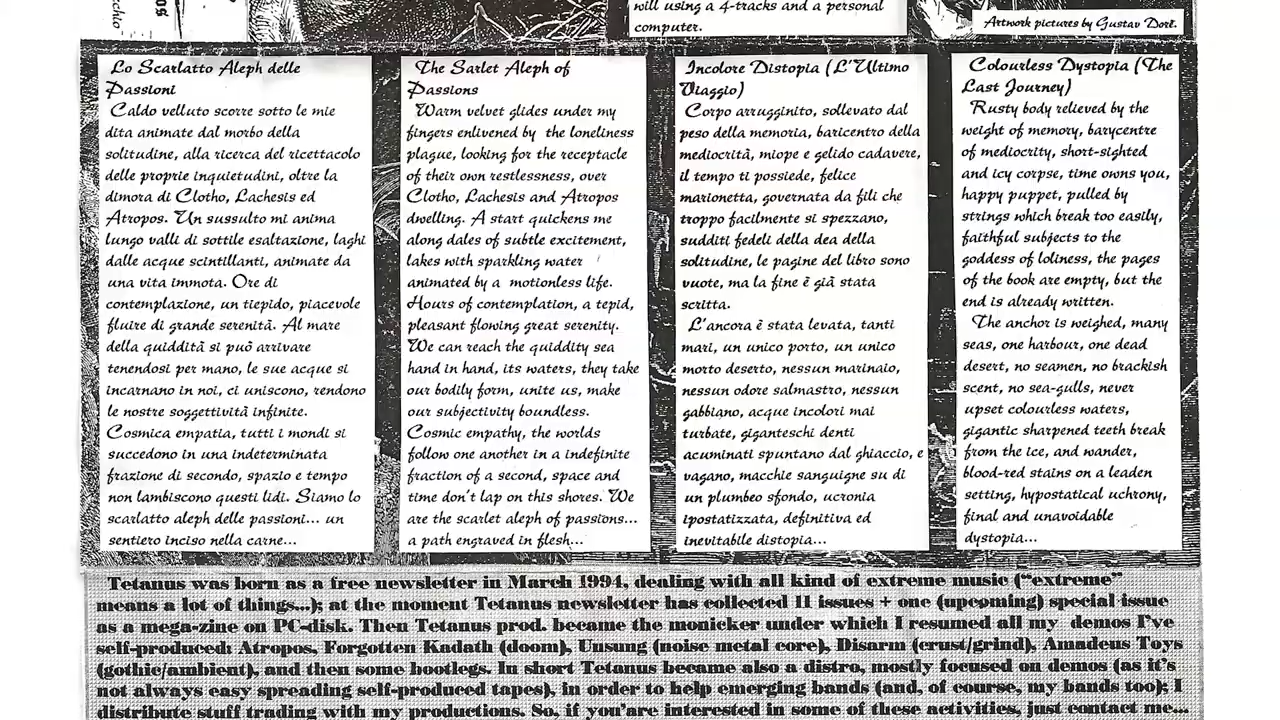 will using a 4-tracks and a personal
computer.
Artwork pictures by Gustav Dorè.
Lo Scarlatto Aleph delle
Passioni
Caldo velluto scorre sotto le mie
dita animate dal morbo della
solitudine, alla ricerca del ricettacolo
delle proprie inquietudini, oltre la
dimora di Clotho, Lachesis ed
Atropos. Un sussulto mi anima
lungo valli di sottile esaltazione, laghi
dalle acque scintillanti, animate da
una vita immota. Ore di
contemplazione, un tiepido, piacevole
fluire di grande serenità. Al mare
della quiddità si può arrivare
tenendosi per mano, le sue acque si
incarnano in noi, ci uniscono, rendono
le nostre soggettività infinite.
Cosmica empatia, tutti i mondi si
succedono in una indeterminata
frazione di secondo, spazio e tempo
non lambiscono questi lidi. Siamo lo
scarlatto aleph delle passioni... un
sentiero inciso nella carne...
The Sarlet Aleph of
Passions
Warm velvet glides under my
fingers enlivened by the loneliness
plague, looking for the receptacle
of their own restlessness, over
Clotho, Lachesis and Atropos
dwelling. A start quickens me
along dales of subtle excitement,
lakes with sparkling water
animated by a motionless life.
Hours of contemplation, a tepid,
pleasant flowing great serenity.
We can reach the quiddity sea
hand in hand, its waters, they take
our bodily form, unite us, make
our subjectivity boundless.
Cosmic empathy, the worlds
follow one another in a indefinite
fraction of a second, space and
time don't lap on this shores. We
are the scarlet aleph of passions...
a path engraved in flesh...
Incolore Distopia (L'Ultimo
Viaggio)
Corpo arrugginito, sollevato dal
peso della memoria, baricentro della
mediocrità, miope e gelido cadavere,
il tempo ti possiede, felice
marionetta, governata da fili che
troppo facilmente si spezzano,
sudditi fedeli della dea della
solitudine, le pagine del libro sono
vuote, ma la fine è già stata
scritta.
L'ancora è stata levata, tanti
mari, un unico porto, un unico
morto deserto, nessun marinaio,
nessun odore salmastro, nessun
gabbiano, acque incolori mai
turbate, giganteschi denti
acuminati spuntano dal ghiaccio, e
vagano, macchie sanguigne su di
un plumbeo sfondo, ucronia
ipostatizzata, definitiva ed
inevitabile distopia...
Colourless Dystopia (The
Last Journey)
Rusty body relieved by the
weight of memory, barycentre
of mediocrity, short-sighted
and icy corpse, time owns you,
happy puppet, pulled by
strings which break too easily,
faithful subjects to the
goddess of loliness, the pages
of the book are empty, but the
end is already written.
The anchor is weighed, many
seas, one harbour, one dead
desert, no seamen, no brackish
scent, no sea-gulls, never
upset colourless waters,
gigantic sharpened teeth break
from the ice, and wander,
blood-red stains on a leaden
setting, hypostatical uchrony,
final and unavoidable
dystopia...
Tetanus was born as a free newsletter in March 1994, dealing with all kind of extreme music ("extreme"
means a lot of things...); at the moment Tetanus newsletter has collected 11 issues + one (upcoming) special issue
as a mega-zine on PC-disk. Then Tetanus prod. became the monicker under which I resumed all my demos I've
self-produced: Atropos, Forgotten Kadath (doom), Unsung (noise metal core), Disarm (crust/grind), Amadeus Toys
(gothic/ambient), and then some bootlegs. In short Tetanus became also a distro, mostly focused on demos (as it's
not always easy spreading self-produced tapes), in order to help emerging bands (and, of course, my bands too); I
distribute stuff trading with my productions. So, if you'are interested in some of these activities, just contact me...